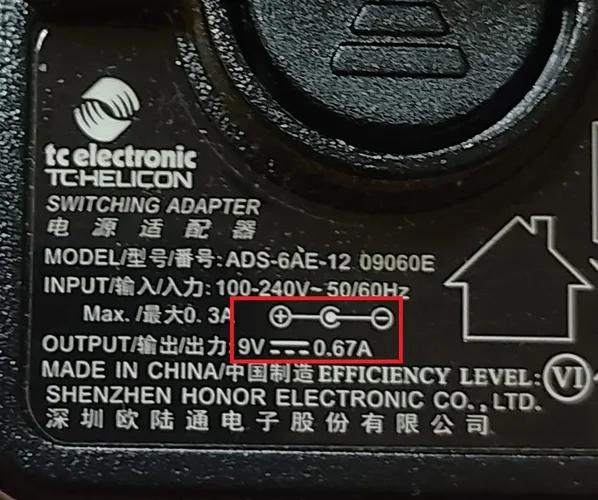 tc electronic
TC·HELICON
SWITCHING ADAPTER
电源适配器
MODEL/型号/番号: ADS-6AE-12 09060E
INPUT/输入/入力: 100-240V~50/60Hz
Max./最大0.3A
OUTPUT/输出/出力: 9V⎓0.67A
MADE IN CHINA/中国制造 EFFICIENCY LEVEL: VI
SHENZHEN HONOR ELECTRONIC CO., LTD.
深圳欧陆通电子股份有限公司